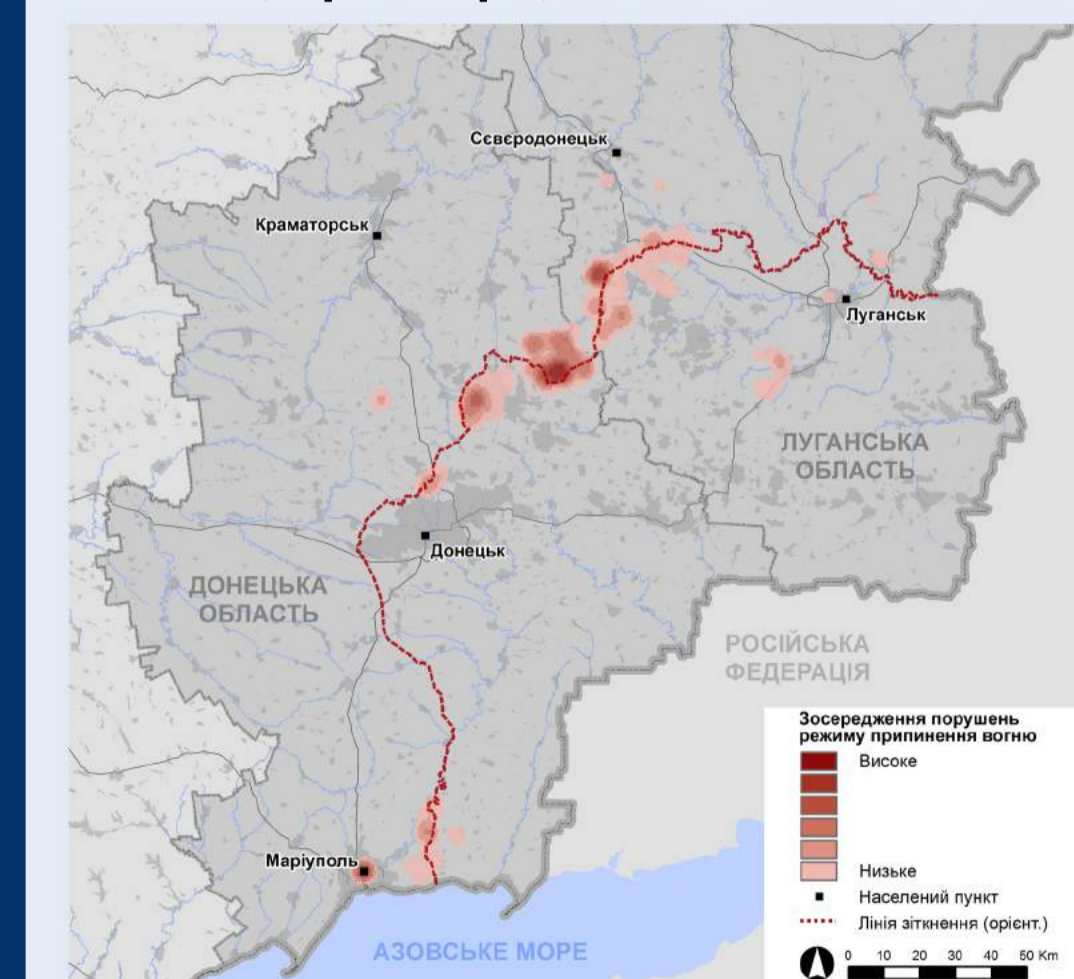 Сєвєродонецьк
Краматорськ
Луганськ
ЛУГАНСЬКА
ОБЛАСТЬ
Донецьк
ДОНЕЦЬКА
ОБЛАСТЬ
РОСІЙСЬКА
ФЕДЕРАЦІЯ
Маріуполь
АЗОВСЬКЕ МОРЕ
Зосередження порушень
режиму припинення вогню
Високе
Низьке
Населений пункт
Лінія зіткнення (орієнт.)
0 10 20 30 40 50 Km